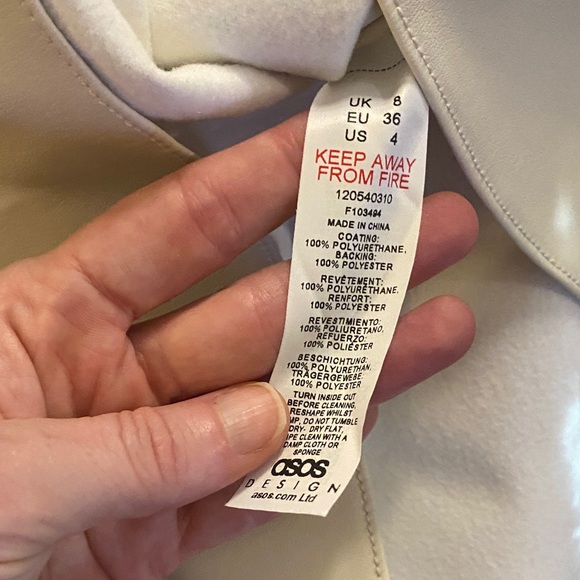 UK 8
EU 36
US 4
KEEP AWAY
FROM FIRE
120540310
F103494
MADE IN CHINA
COATING:
100% POLYURETHANE.
BACKING:
100% POLYESTER
REVÊTEMENT:
100% POLYURÉTHANE.
RENFORT:
100% POLYESTER
REVESTIMIENTO:
100% POLIURETANO.
REFUERZO:
100% POLIÉSTER
BESCHICHTUNG:
100% POLYURETHAN,
TRÄGERGEWEBE:
100% POLYESTER
TURN INSIDE OUT
BEFORE CLEANING,
RESHAPE WHILST
DO NOT TUMBLE
DRY- DRY FLAT,
CLEAN WITH A
DAMP CLOTH OR
SPONGE
asos
DESIGN
asos.com Ltd